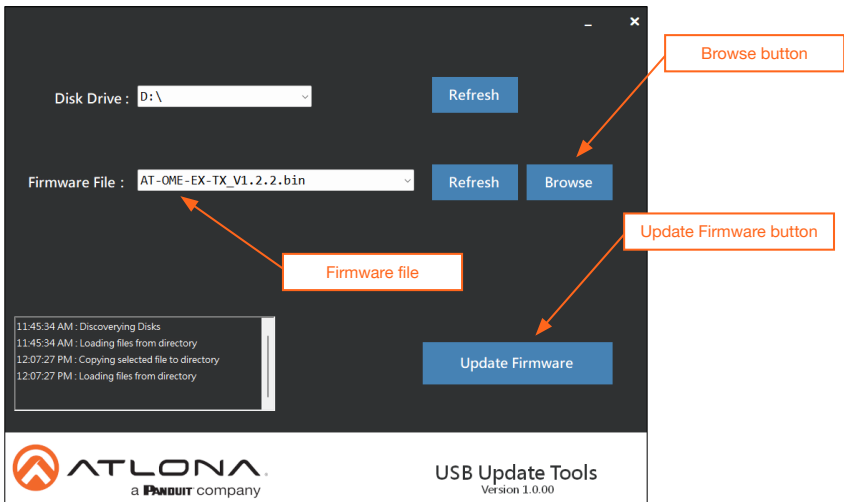 Browse button
Disk Drive : D:\ Refresh
Firmware File : AT-OME-EX-TX_V1.2.2.bin Refresh Browse
Update Firmware button
Firmware file
11:45:34 AM : Discoverying Disks
11:45:34 AM : Loading files from directory
12:07:27 PM : Copying selected file to directory
12:07:27 PM : Loading files from directory
Update Firmware
ATLONA.
a PANDUIT company
USB Update Tools
Version 1.0.00